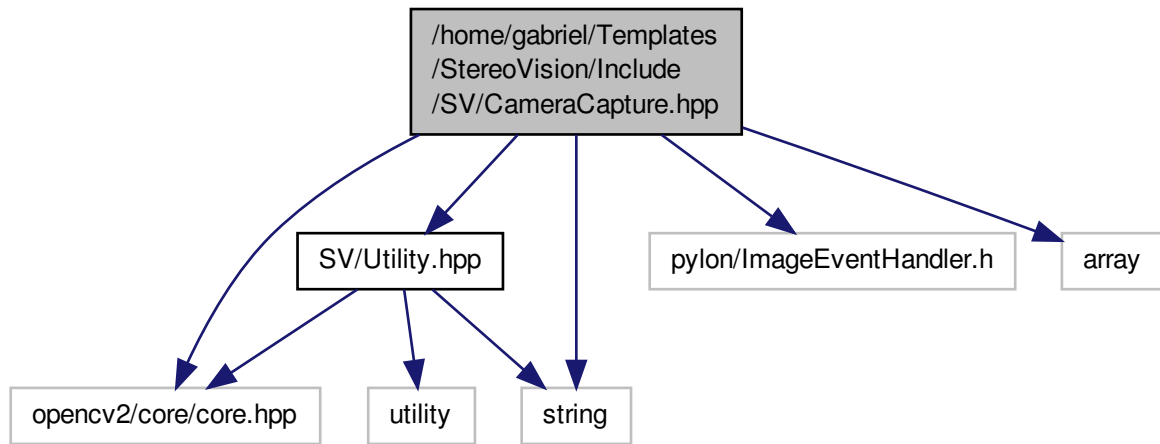 /home/gabriel/Templates
/StereoVision/Include
/SV/CameraCapture.hpp
SV/Utility.hpp
pylon/ImageEventHandler.h
array
opencv2/core/core.hpp
utility
string